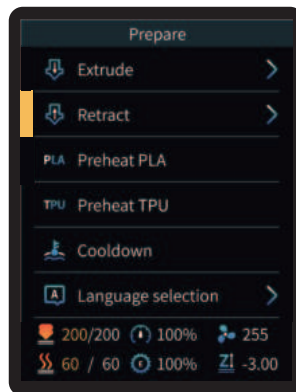 Prepare
Extrude
Retract
PLA Preheat PLA
TPU Preheat TPU
Cooldown
A Language selection
200/200 100% 255
60 / 60 E 100% Z -3.00